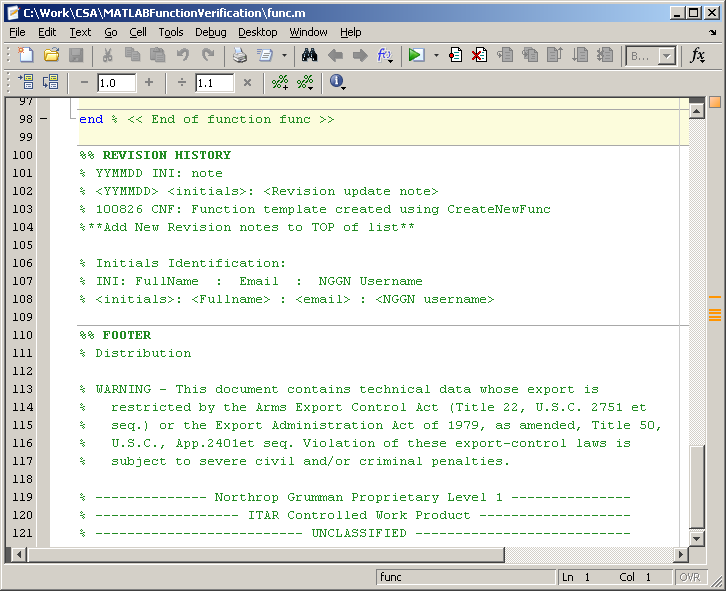 C:\Work\CSA\MATLABFunctionVerification\func.m
File Edit Text Go Cell Tools Debug Desktop Window Help
B...
fx
- 1.0 + ÷ 1.1 ×
97
98 end % << End of function func >>
99
100 %% REVISION HISTORY
101 % YYMMDD INI: note
102 % <YYMMDD> <initials>: <Revision update note>
103 % 100826 CNF: Function template created using CreateNewFunc
104 %**Add New Revision notes to TOP of list**
105
106 % Initials Identification:
107 % INI: FullName  :  Email  :  NGGN Username
108 % <initials>: <Fullname> : <email> : <NGGN username>
109
110 %% FOOTER
111 % Distribution
112
113 % WARNING - This document contains technical data whose export is
114 %   restricted by the Arms Export Control Act (Title 22, U.S.C. 2751 et
115 %   seq.) or the Export Administration Act of 1979, as amended, Title 50,
116 %   U.S.C., App.2401et seq. Violation of these export-control laws is
117 %   subject to severe civil and/or criminal penalties.
118
119 % -------------- Northrop Grumman Proprietary Level 1 ---------------
120 % ------------------ ITAR Controlled Work Product -------------------
121 % -------------------------- UNCLASSIFIED ---------------------------
func Ln 1 Col 1 OVR